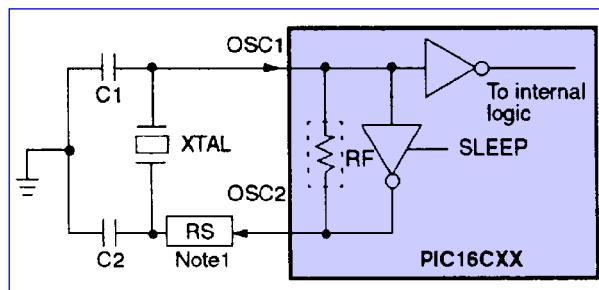 OSC1
C1
To internal
logic
XTAL
RF
SLEEP
OSC2
RS
C2
Note1
PIC16CXX